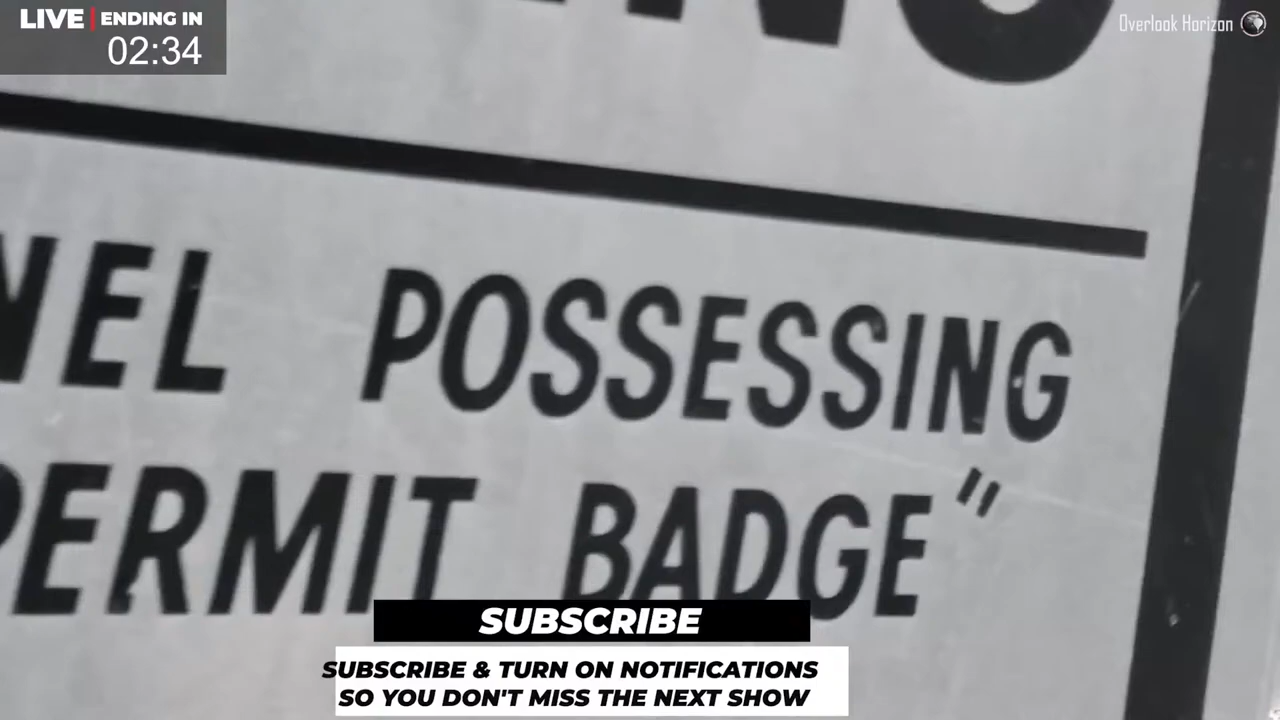 LIVE | ENDING IN
02:34
Overlook Horizon
NEL POSSESSING
PERMIT BADGE"
SUBSCRIBE
SUBSCRIBE & TURN ON NOTIFICATIONS
SO YOU DON'T MISS THE NEXT SHOW